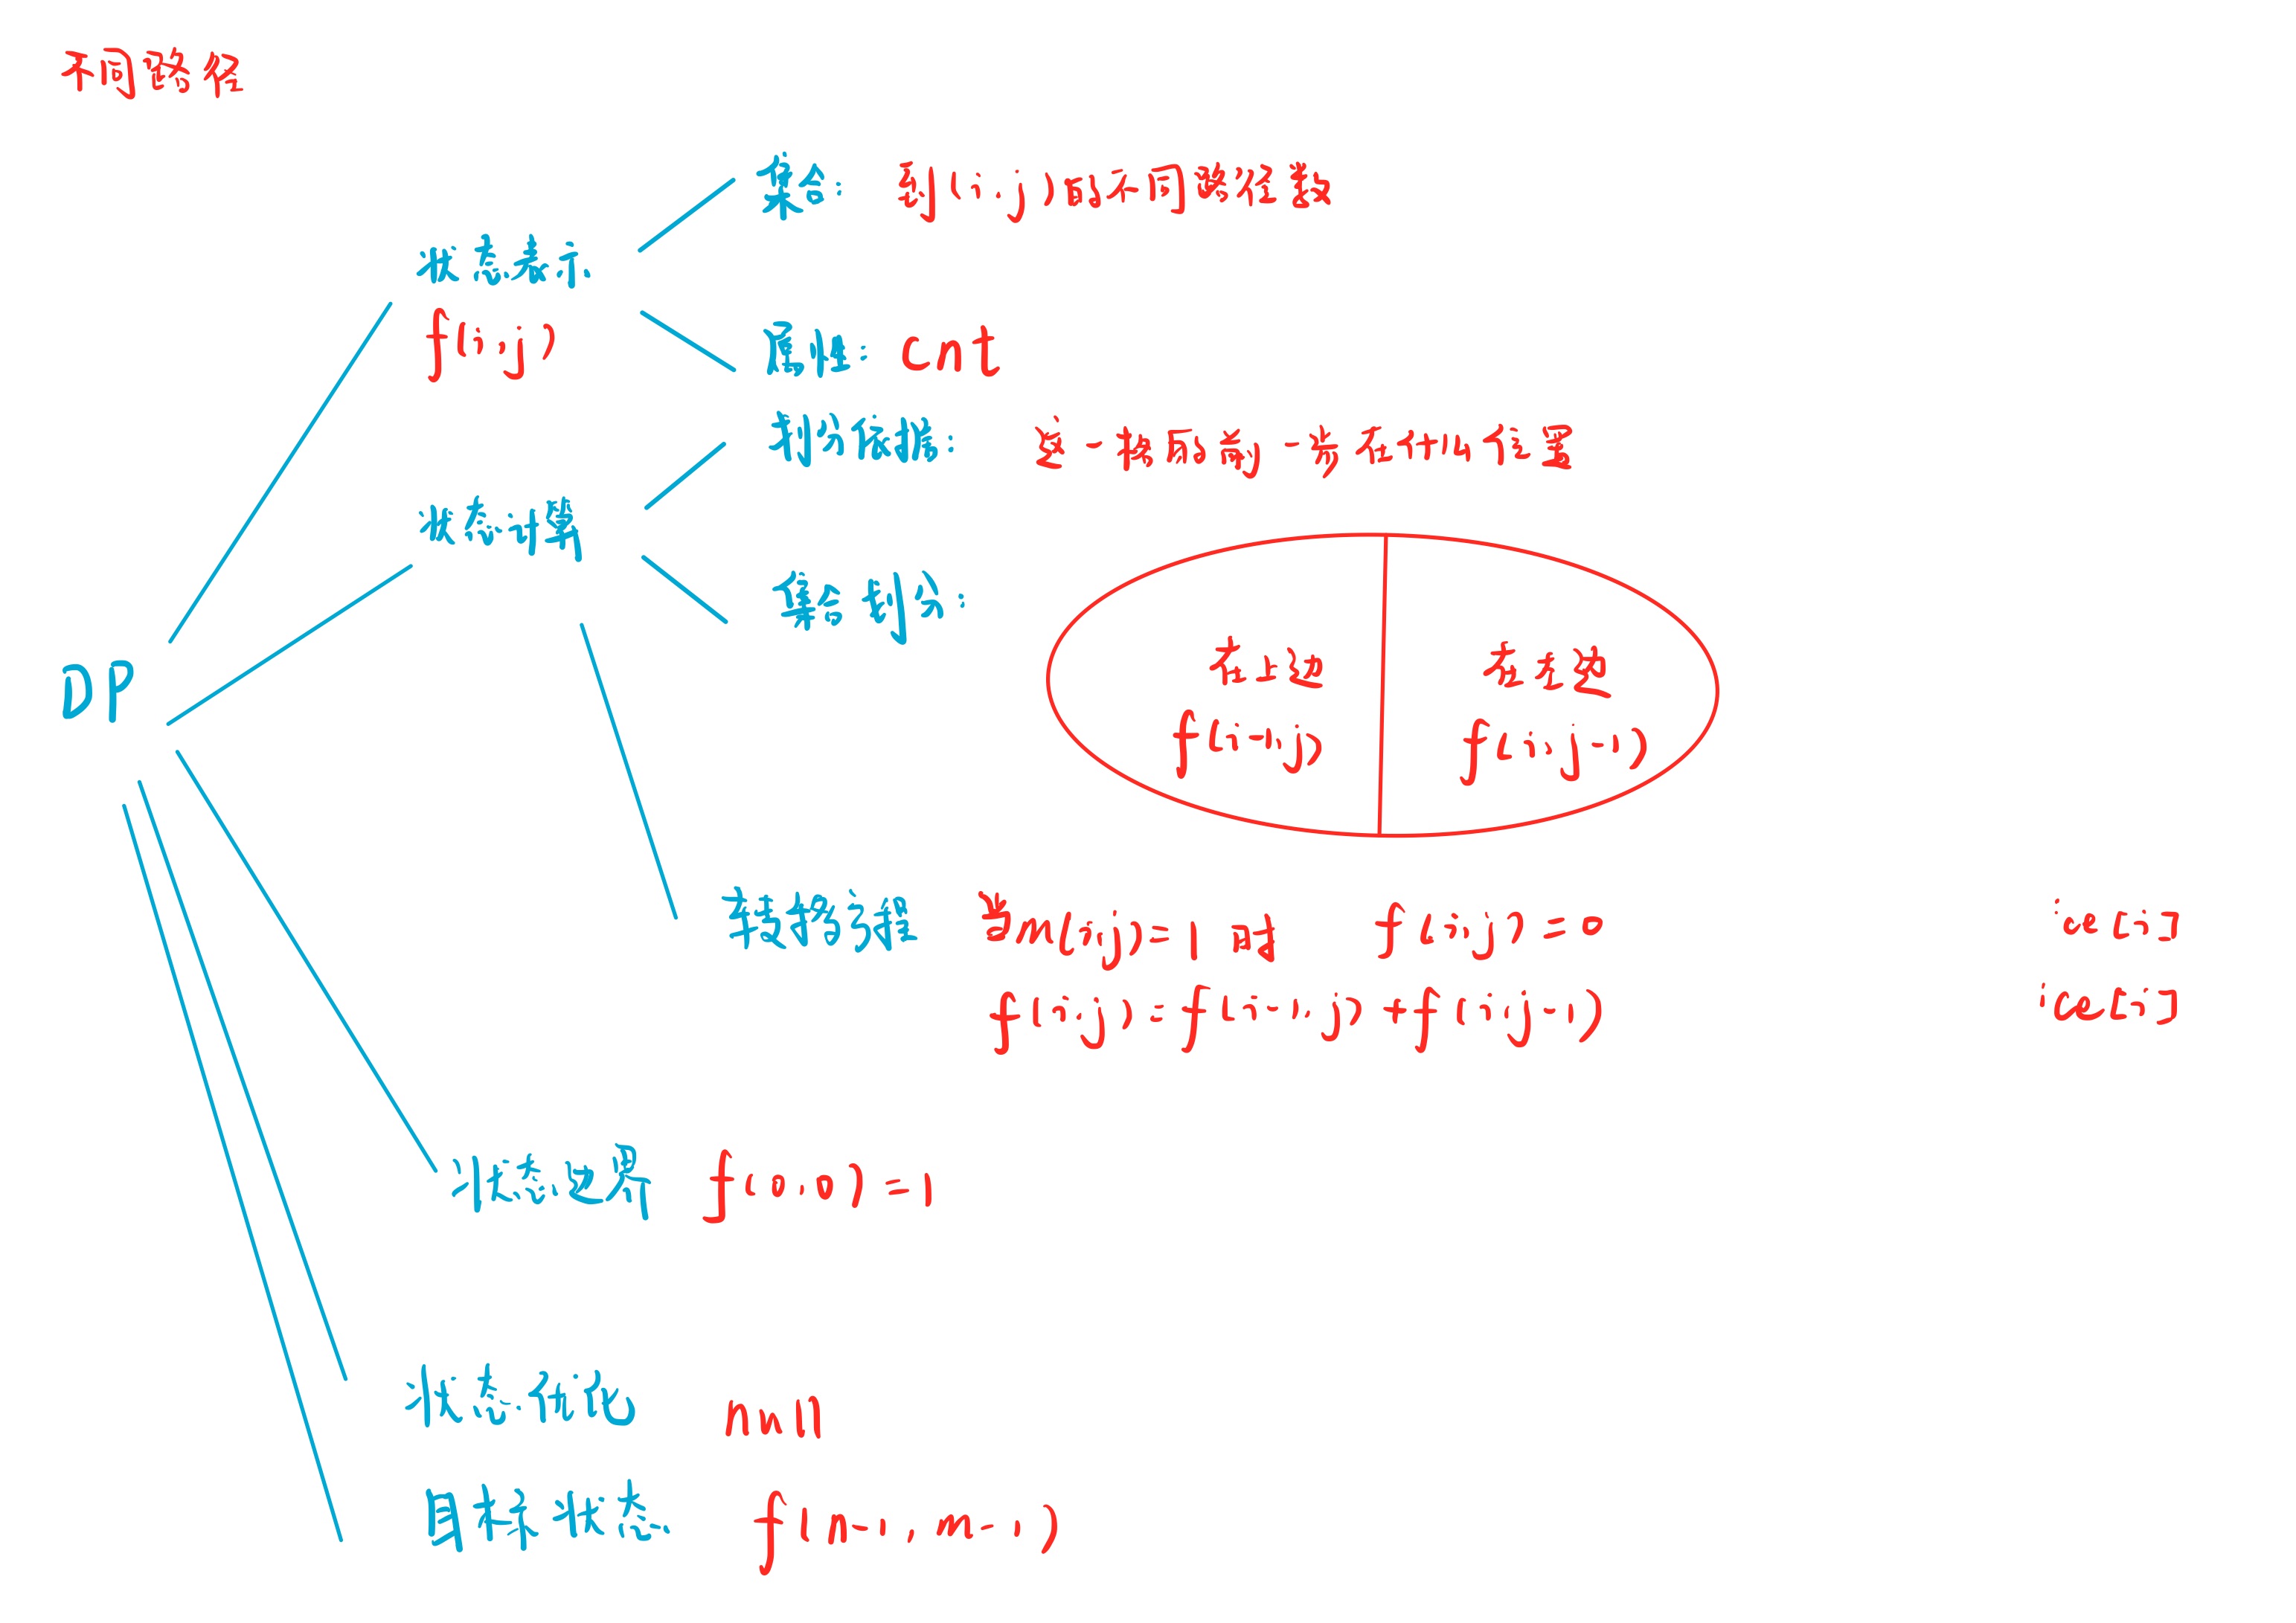 不同路径
集合: 到(i,j)的不同路径数
状态表示
f(i,j)
属性: cnt
划分依据: 这一格所的前一步在什么位置
状态计算
集合划分:
在上边 在左边
f(i-1,j) f(i,j-1)
DP
转移方程 当m(i,j)=1时 f(i,j)=0
f(i,j)=f(i-1,j)+f(i,j-1)
ice[i]
ice[i]
状态边界 f(0,0)=1
状态优化 null
目标状态 f(n-1,m-1)